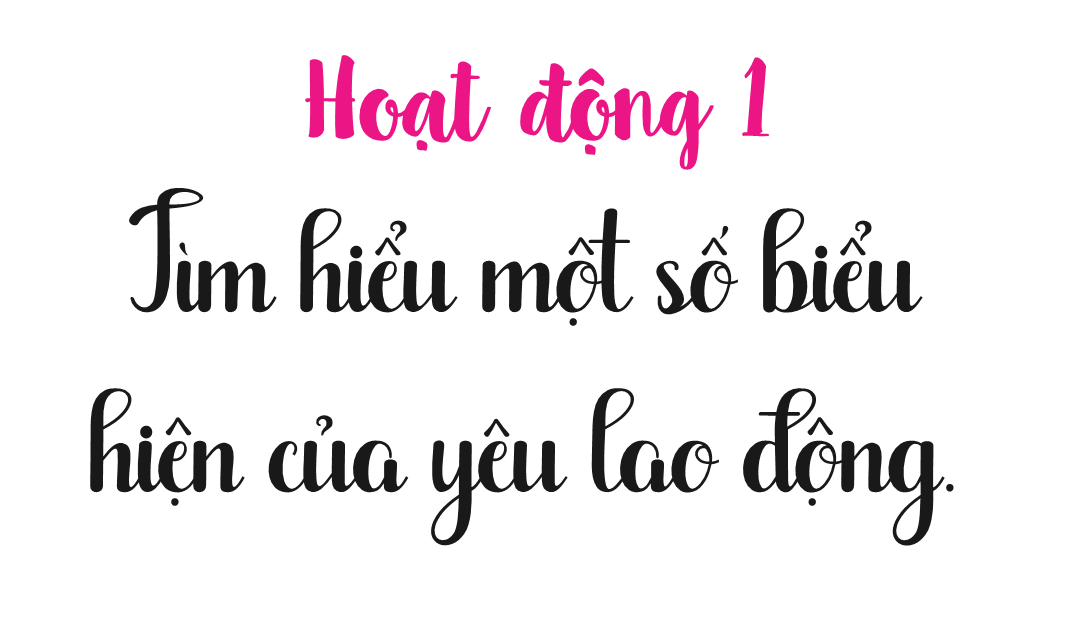 Hoạt động 1
Tìm hiểu một số biểu
hiện của yêu lao động.